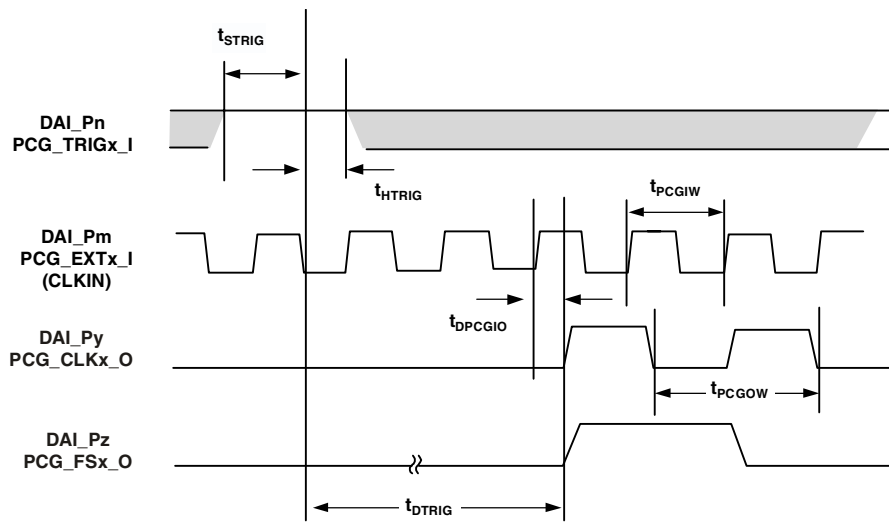 tSTRIG
DAI_Pn
PCG_TRIGx_I
tHTRIG
tPCGIW
DAI_Pm
PCG_EXTx_I
(CLKIN)
tDPCGIO
DAI_Py
PCG_CLKx_O
tPCGOW
DAI_Pz
PCG_FSx_O
tDTRIG